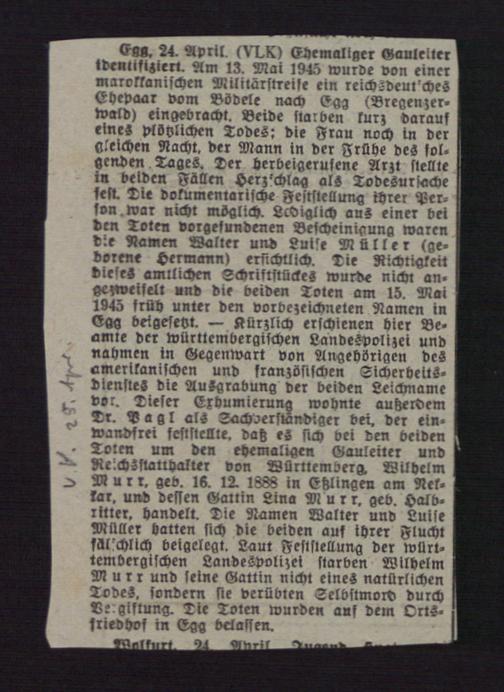 Egg, 24. April. (VLK) Ehemaliger Gauleiter
identifiziert. Am 13. Mai 1945 wurde von einer
marokkanischen Militärstreife ein reichsdeutsches
Ehepaar vom Bödele nach Egg (Bregenzer-
wald) eingebracht. Beide starben kurz darauf
eines plötzlichen Todes; die Frau noch in der
gleichen Nacht, der Mann in der Frühe des fol-
genden Tages. Der herbeigerufene Arzt stellte
in beiden Fällen Herzschlag als Todesursache
fest. Die dokumentarische Feststellung ihrer Per-
son war nicht möglich. Lediglich aus einer bei
den Toten vorgefundenen Bescheinigung waren
die Namen Walter und Luise Müller (ge-
borene Hermann) ersichtlich. Die Richtigkeit
dieses amtlichen Schriftstückes wurde nicht an-
gezweifelt und die beiden Toten am 15. Mai
1945 früh unter den vorbezeichneten Namen in
Egg beigesetzt. — Kürzlich erschienen hier Be-
amte der württembergischen Landespolizei und
nahmen in Gegenwart von Angehörigen des
amerikanischen und französischen Sicherheits-
dienstes die Ausgrabung der beiden Leichname
vor. Dieser Exhumierung wohnte außerdem
Dr. Bagl als Sachverständiger bei, der ein-
wandfrei feststellte, daß es sich bei den beiden
Toten um den ehemaligen Gauleiter und
Reichsstatthalter von Württemberg, Wilhelm
Murr, geb. 16. 12. 1888 in Eßlingen am Nek-
kar, und dessen Gattin Lina Murr, geb. Halb-
ritter, handelt. Die Namen Walter und Luise
Müller hatten sich die beiden auf ihrer Flucht
fälschlich beigelegt. Laut Feststellung der würt-
tembergischen Landespolizei starben Wilhelm
Murr und seine Gattin nicht eines natürlichen
Todes, sondern sie verübten Selbstmord durch
Vergiftung. Die Toten wurden auf dem Orts-
friedhof in Egg belassen.
Wolfurt, 24. April.
25. Apr.